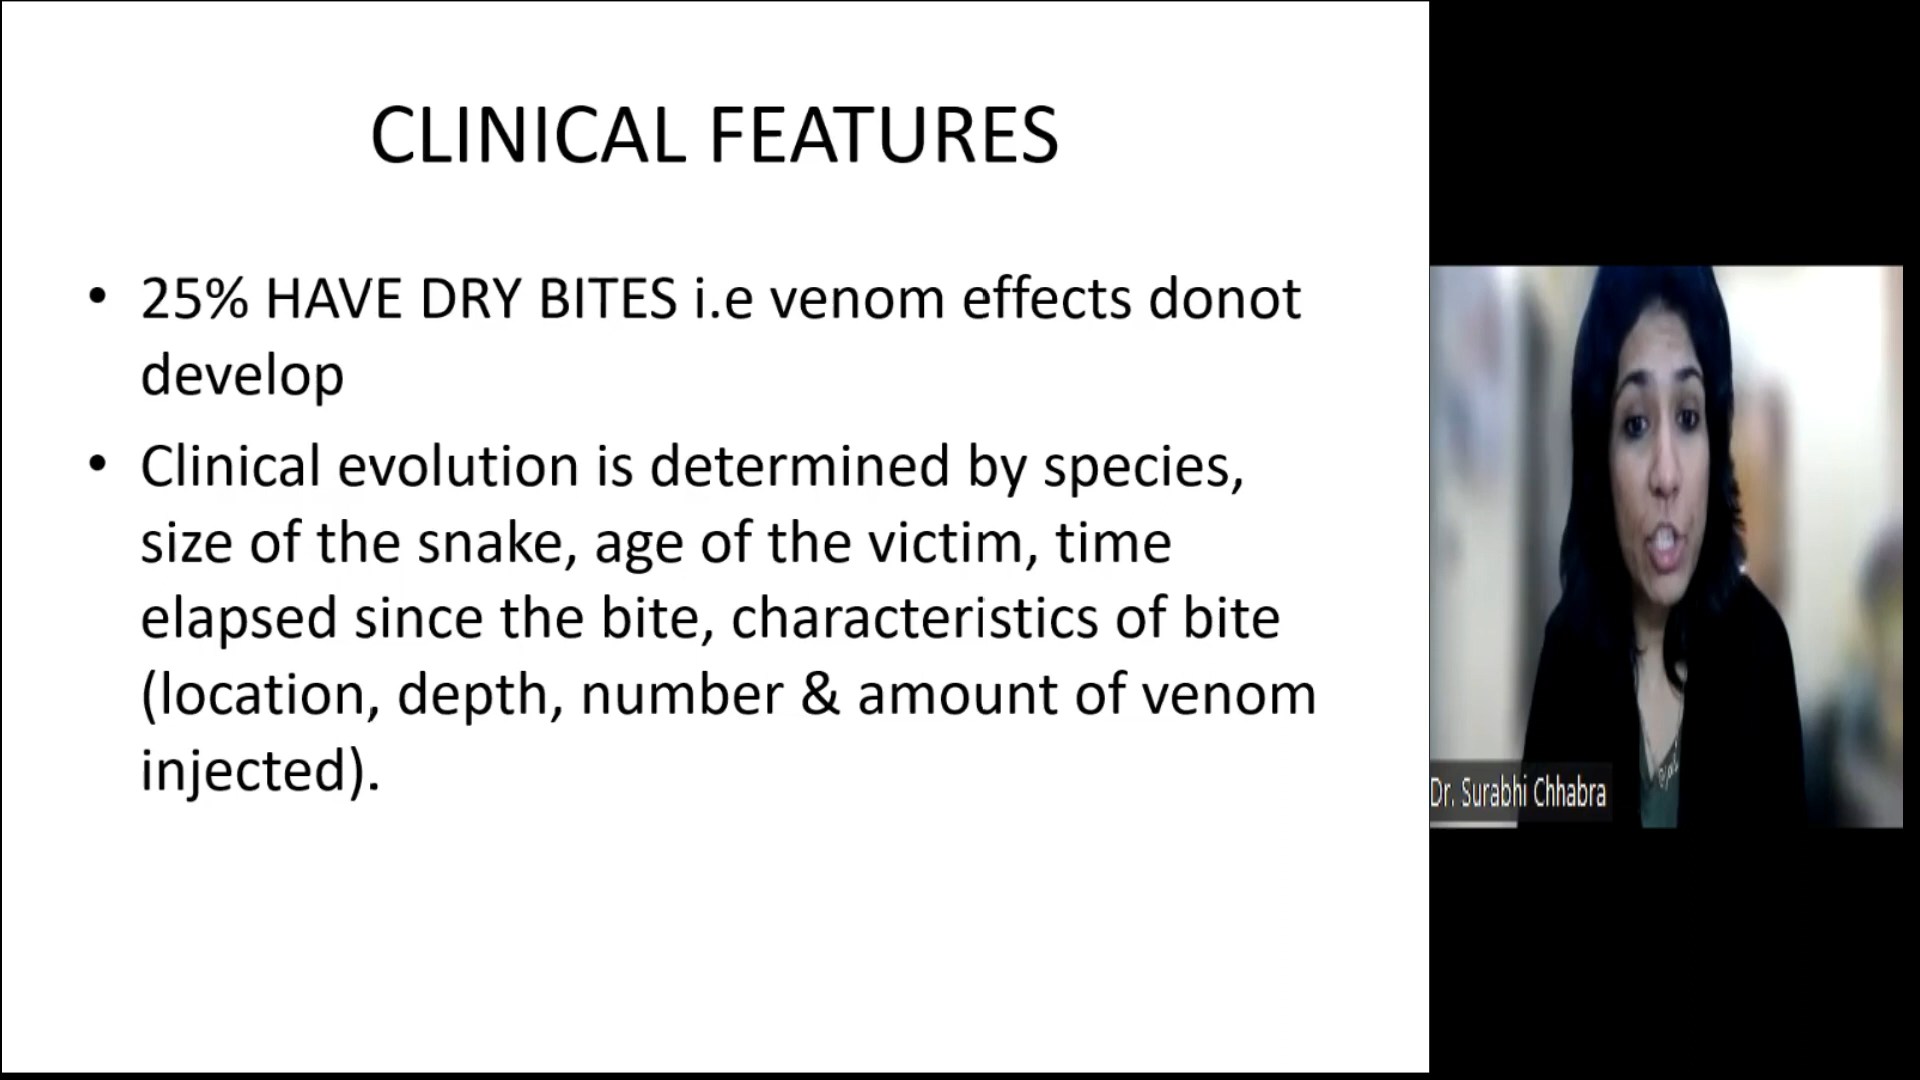 CLINICAL FEATURES
• 25% HAVE DRY BITES i.e venom effects donot
develop
• Clinical evolution is determined by species,
size of the snake, age of the victim, time
elapsed since the bite, characteristics of bite
(location, depth, number & amount of venom
injected).
Dr. Surabhi Chhabra